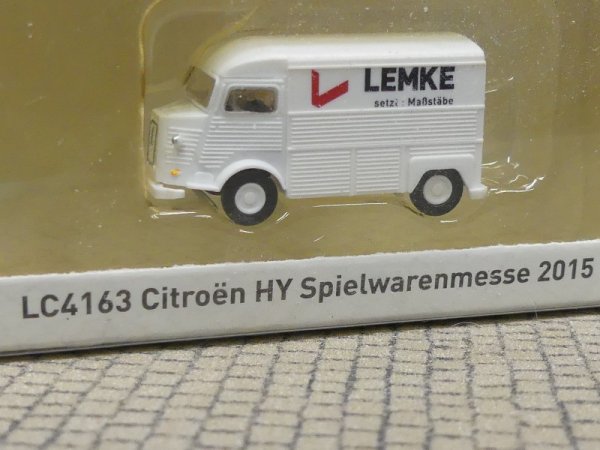 LEMKE
setzt Maßstäbe
LC4163 Citroën HY Spielwarenmesse 2015